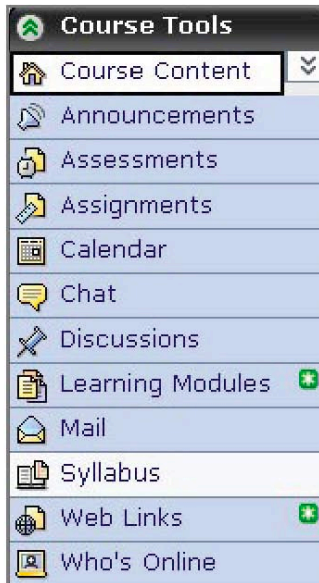 Course Tools
Course Content
Announcements
Assessments
Assignments
Calendar
Chat
Discussions
Learning Modules
Mail
Syllabus
Web Links
Who's Online